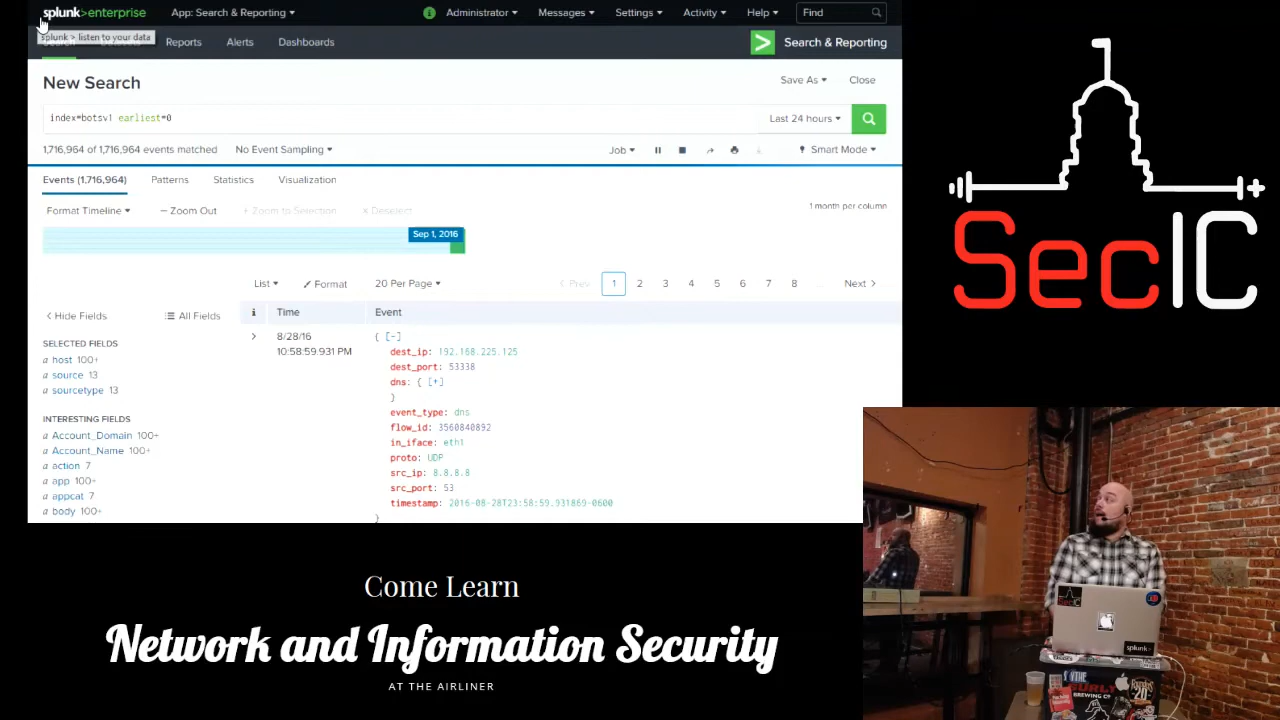 splunk>enterprise App: Search & Reporting Administrator Messages Settings Activity Help Find
splunk > listen to your data
Reports Alerts Dashboards Search & Reporting
New Search Save As Close
index=botsv1 earliest=0 Last 24 hours
1,716,964 of 1,716,964 events matched No Event Sampling Job Smart Mode
Events (1,716,964) Patterns Statistics Visualization
Format Timeline — Zoom Out + Zoom to Selection × Deselect 1 month per column
Sep 1, 2016
List Format 20 Per Page < Prev 1 2 3 4 5 6 7 8 ... Next >
< Hide Fields All Fields i Time Event
SELECTED FIELDS
a host 100+
a source 13
a sourcetype 13
INTERESTING FIELDS
a Account_Domain 100+
a Account_Name 100+
a action 7
a app 100+
a appcat 7
a body 100+
> 8/28/16
10:58:59.931 PM
{ [-]
dest_ip: 192.168.225.125
dest_port: 53338
dns: { [+]
}
event_type: dns
flow_id: 3560840892
in_iface: eth1
proto: UDP
src_ip: 8.8.8.8
src_port: 53
timestamp: 2016-08-28T23:58:59.931869-0600
}
SecIC
Come Learn
Network and Information Security
AT THE AIRLINER
splunk>
BREWING CO